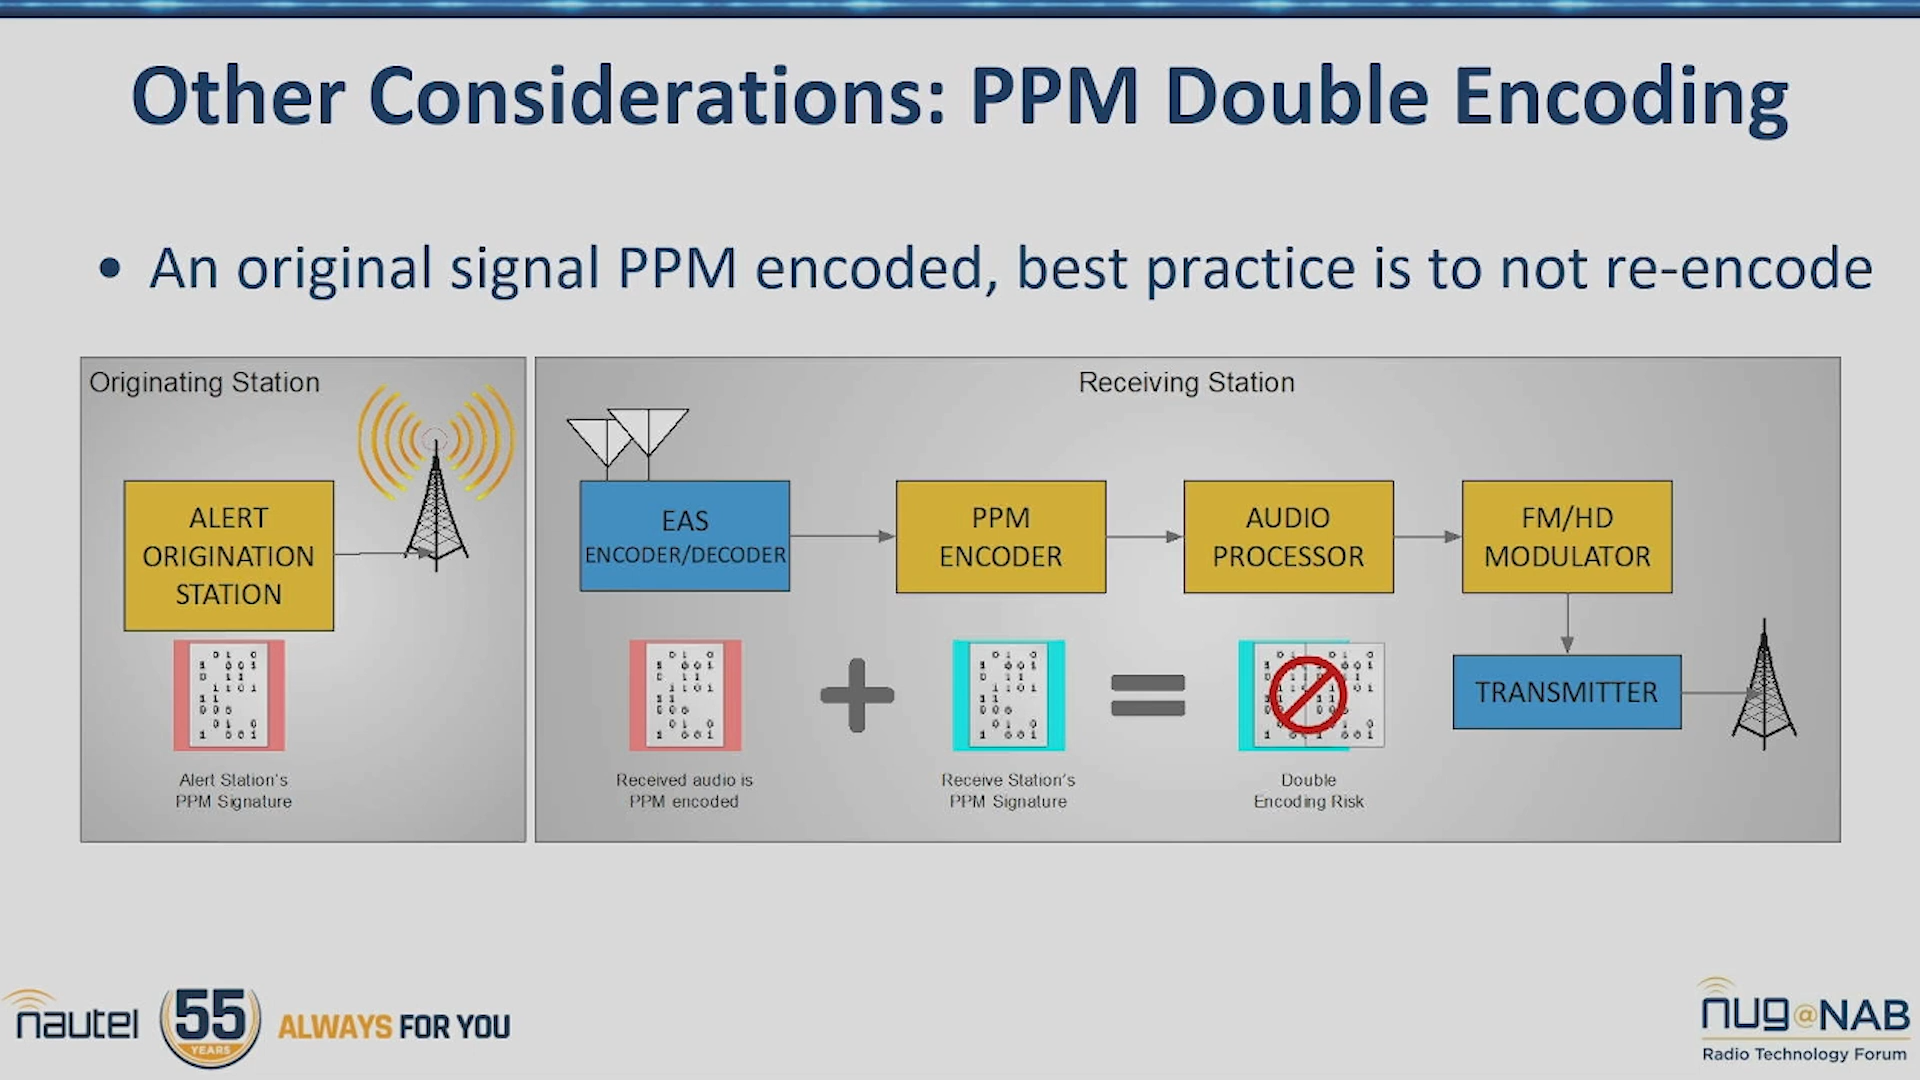 Other Considerations: PPM Double Encoding
• An original signal PPM encoded, best practice is to not re-encode
Originating Station
ALERT
ORIGINATION
STATION
Alert Station's
PPM Signature
Receiving Station
EAS
ENCODER/DECODER
PPM
ENCODER
AUDIO
PROCESSOR
FM/HD
MODULATOR
TRANSMITTER
Received audio is
PPM encoded
Receive Station's
PPM Signature
Double
Encoding Risk
nautel
55
YEARS
ALWAYS FOR YOU
nug@NAB
Radio Technology Forum